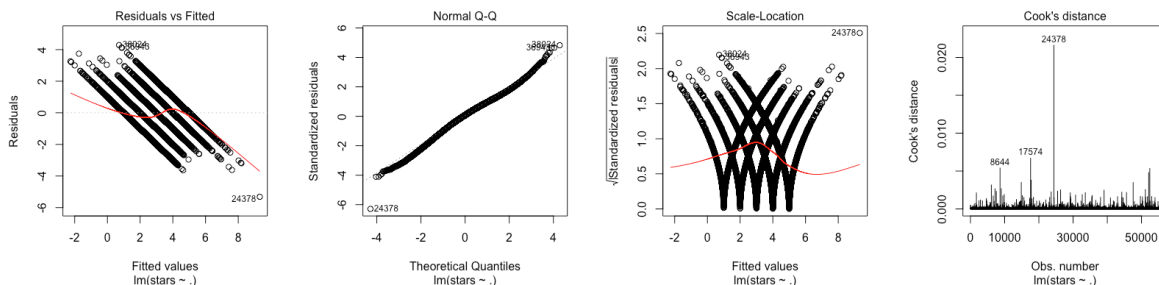 Residuals vs Fitted
Residuals
4
2
0
-2
-4
-6
38024
36943
24378
-2 0 2 4 6 8
Fitted values
lm(stars ~ .)
Normal Q-Q
Standardized residuals
4
2
0
-2
-4
-6
24378
-4 -2 0 2 4
Theoretical Quantiles
lm(stars ~ .)
Scale-Location
√|Standardized residuals|
2.5
2.0
1.5
1.0
0.5
0.0
24378
38024
36943
-2 0 2 4 6 8
Fitted values
lm(stars ~ .)
Cook's distance
Cook's distance
0.020
0.010
0.000
24378
17574
8644
0 10000 30000 50000
Obs. number
lm(stars ~ .)